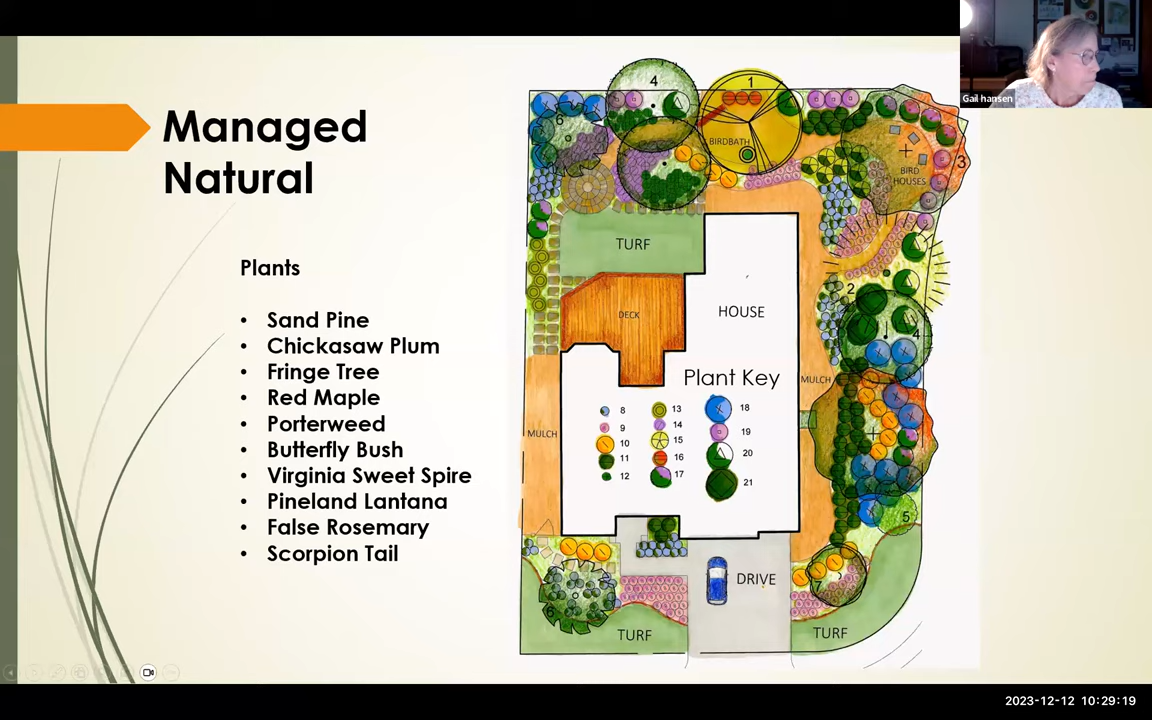 Managed
Natural
Plants
• Sand Pine
• Chickasaw Plum
• Fringe Tree
• Red Maple
• Porterweed
• Butterfly Bush
• Virginia Sweet Spire
• Pineland Lantana
• False Rosemary
• Scorpion Tail
4
1
6
BIRDBATH
BIRD
HOUSES
3
TURF
2
DECK
HOUSE
4
Plant Key
MULCH
8
13
18
9
14
19
10
15
20
11
16
21
12
17
MULCH
5
DRIVE
7
6
TURF
TURF
Gail hansen
2023-12-12 10:29:19